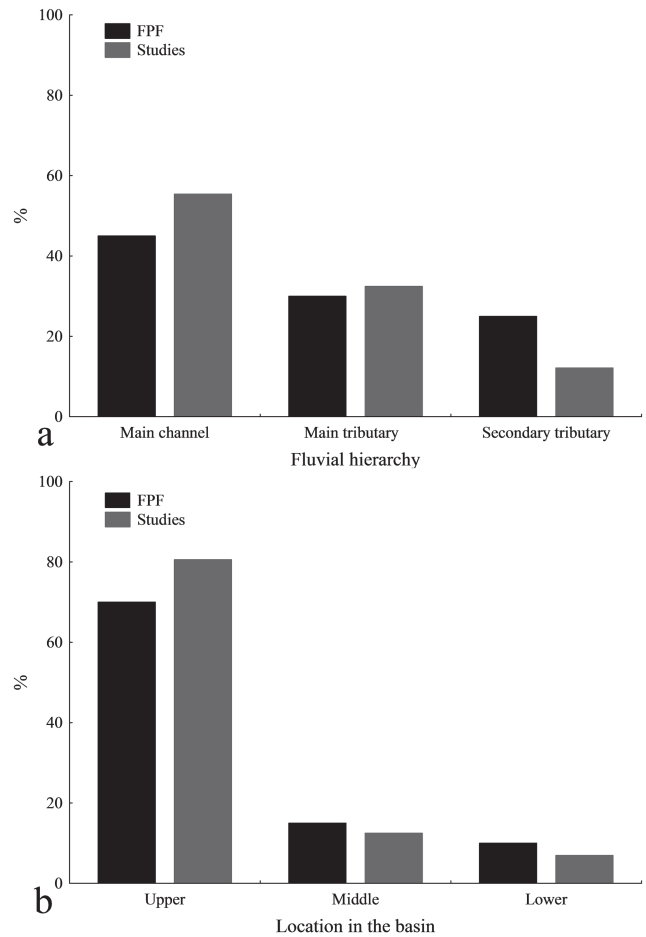 100
FPF
Studies
80
60
%
40
20
0
a
Main channel Main tributary Secondary tributary
Fluvial hierarchy
100
FPF
Studies
80
60
%
40
20
0
b
Upper Middle Lower
Location in the basin